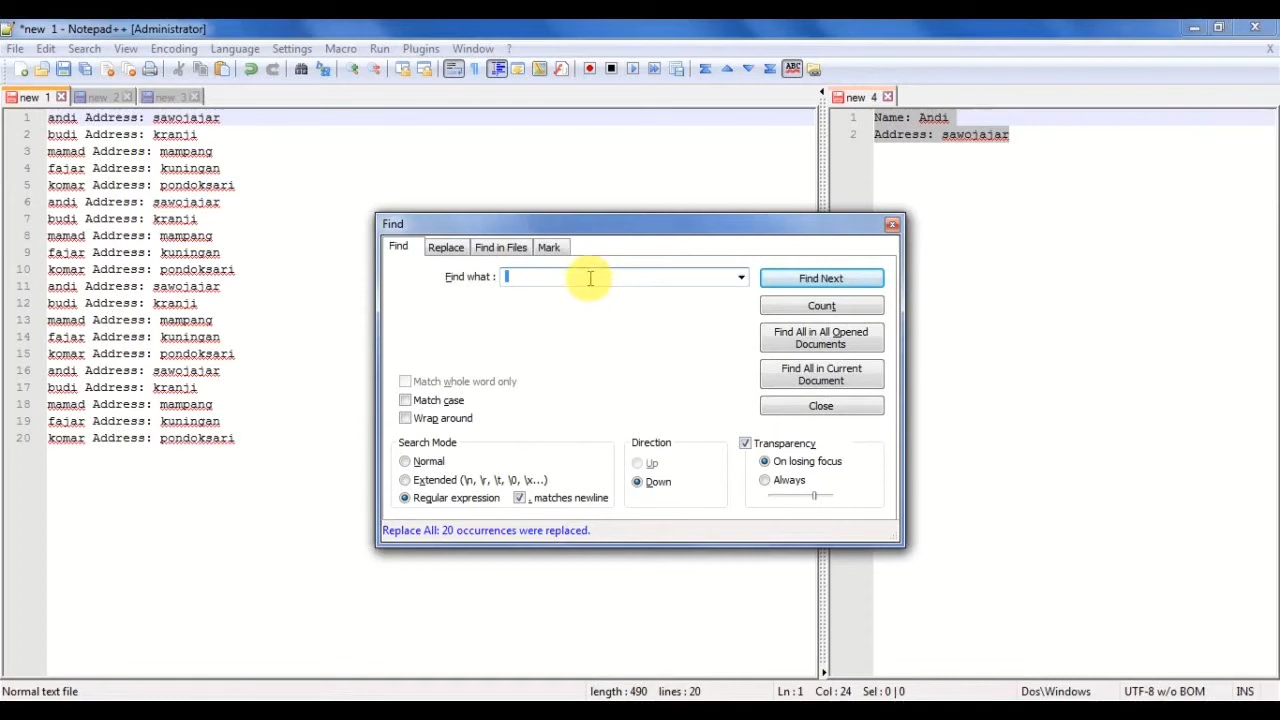 *new 1 - Notepad++ [Administrator]
File Edit Search View Encoding Language Settings Macro Run Plugins Window ? X
new 1 new 2 new 3
1 andi Address: sawojajar
2 budi Address: kranji
3 mamad Address: mampang
4 fajar Address: kuningan
5 komar Address: pondoksari
6 andi Address: sawojajar
7 budi Address: kranji
8 mamad Address: mampang
9 fajar Address: kuningan
10 komar Address: pondoksari
11 andi Address: sawojajar
12 budi Address: kranji
13 mamad Address: mampang
14 fajar Address: kuningan
15 komar Address: pondoksari
16 andi Address: sawojajar
17 budi Address: kranji
18 mamad Address: mampang
19 fajar Address: kuningan
20 komar Address: pondoksari
new 4
1 Name: Andi
2 Address: sawojajar
Find
Find Replace Find in Files Mark
Find what :
Find Next
Count
Find All in All Opened
Documents
Find All in Current
Document
Close
Match whole word only
Match case
Wrap around
Search Mode
Normal
Extended (\n, \r, \t, \0, \x...)
Regular expression . matches newline
Direction
Up
Down
Transparency
On losing focus
Always
Replace All: 20 occurrences were replaced.
Normal text file length : 490 lines : 20 Ln : 1 Col : 24 Sel : 0 | 0 Dos\Windows UTF-8 w/o BOM INS